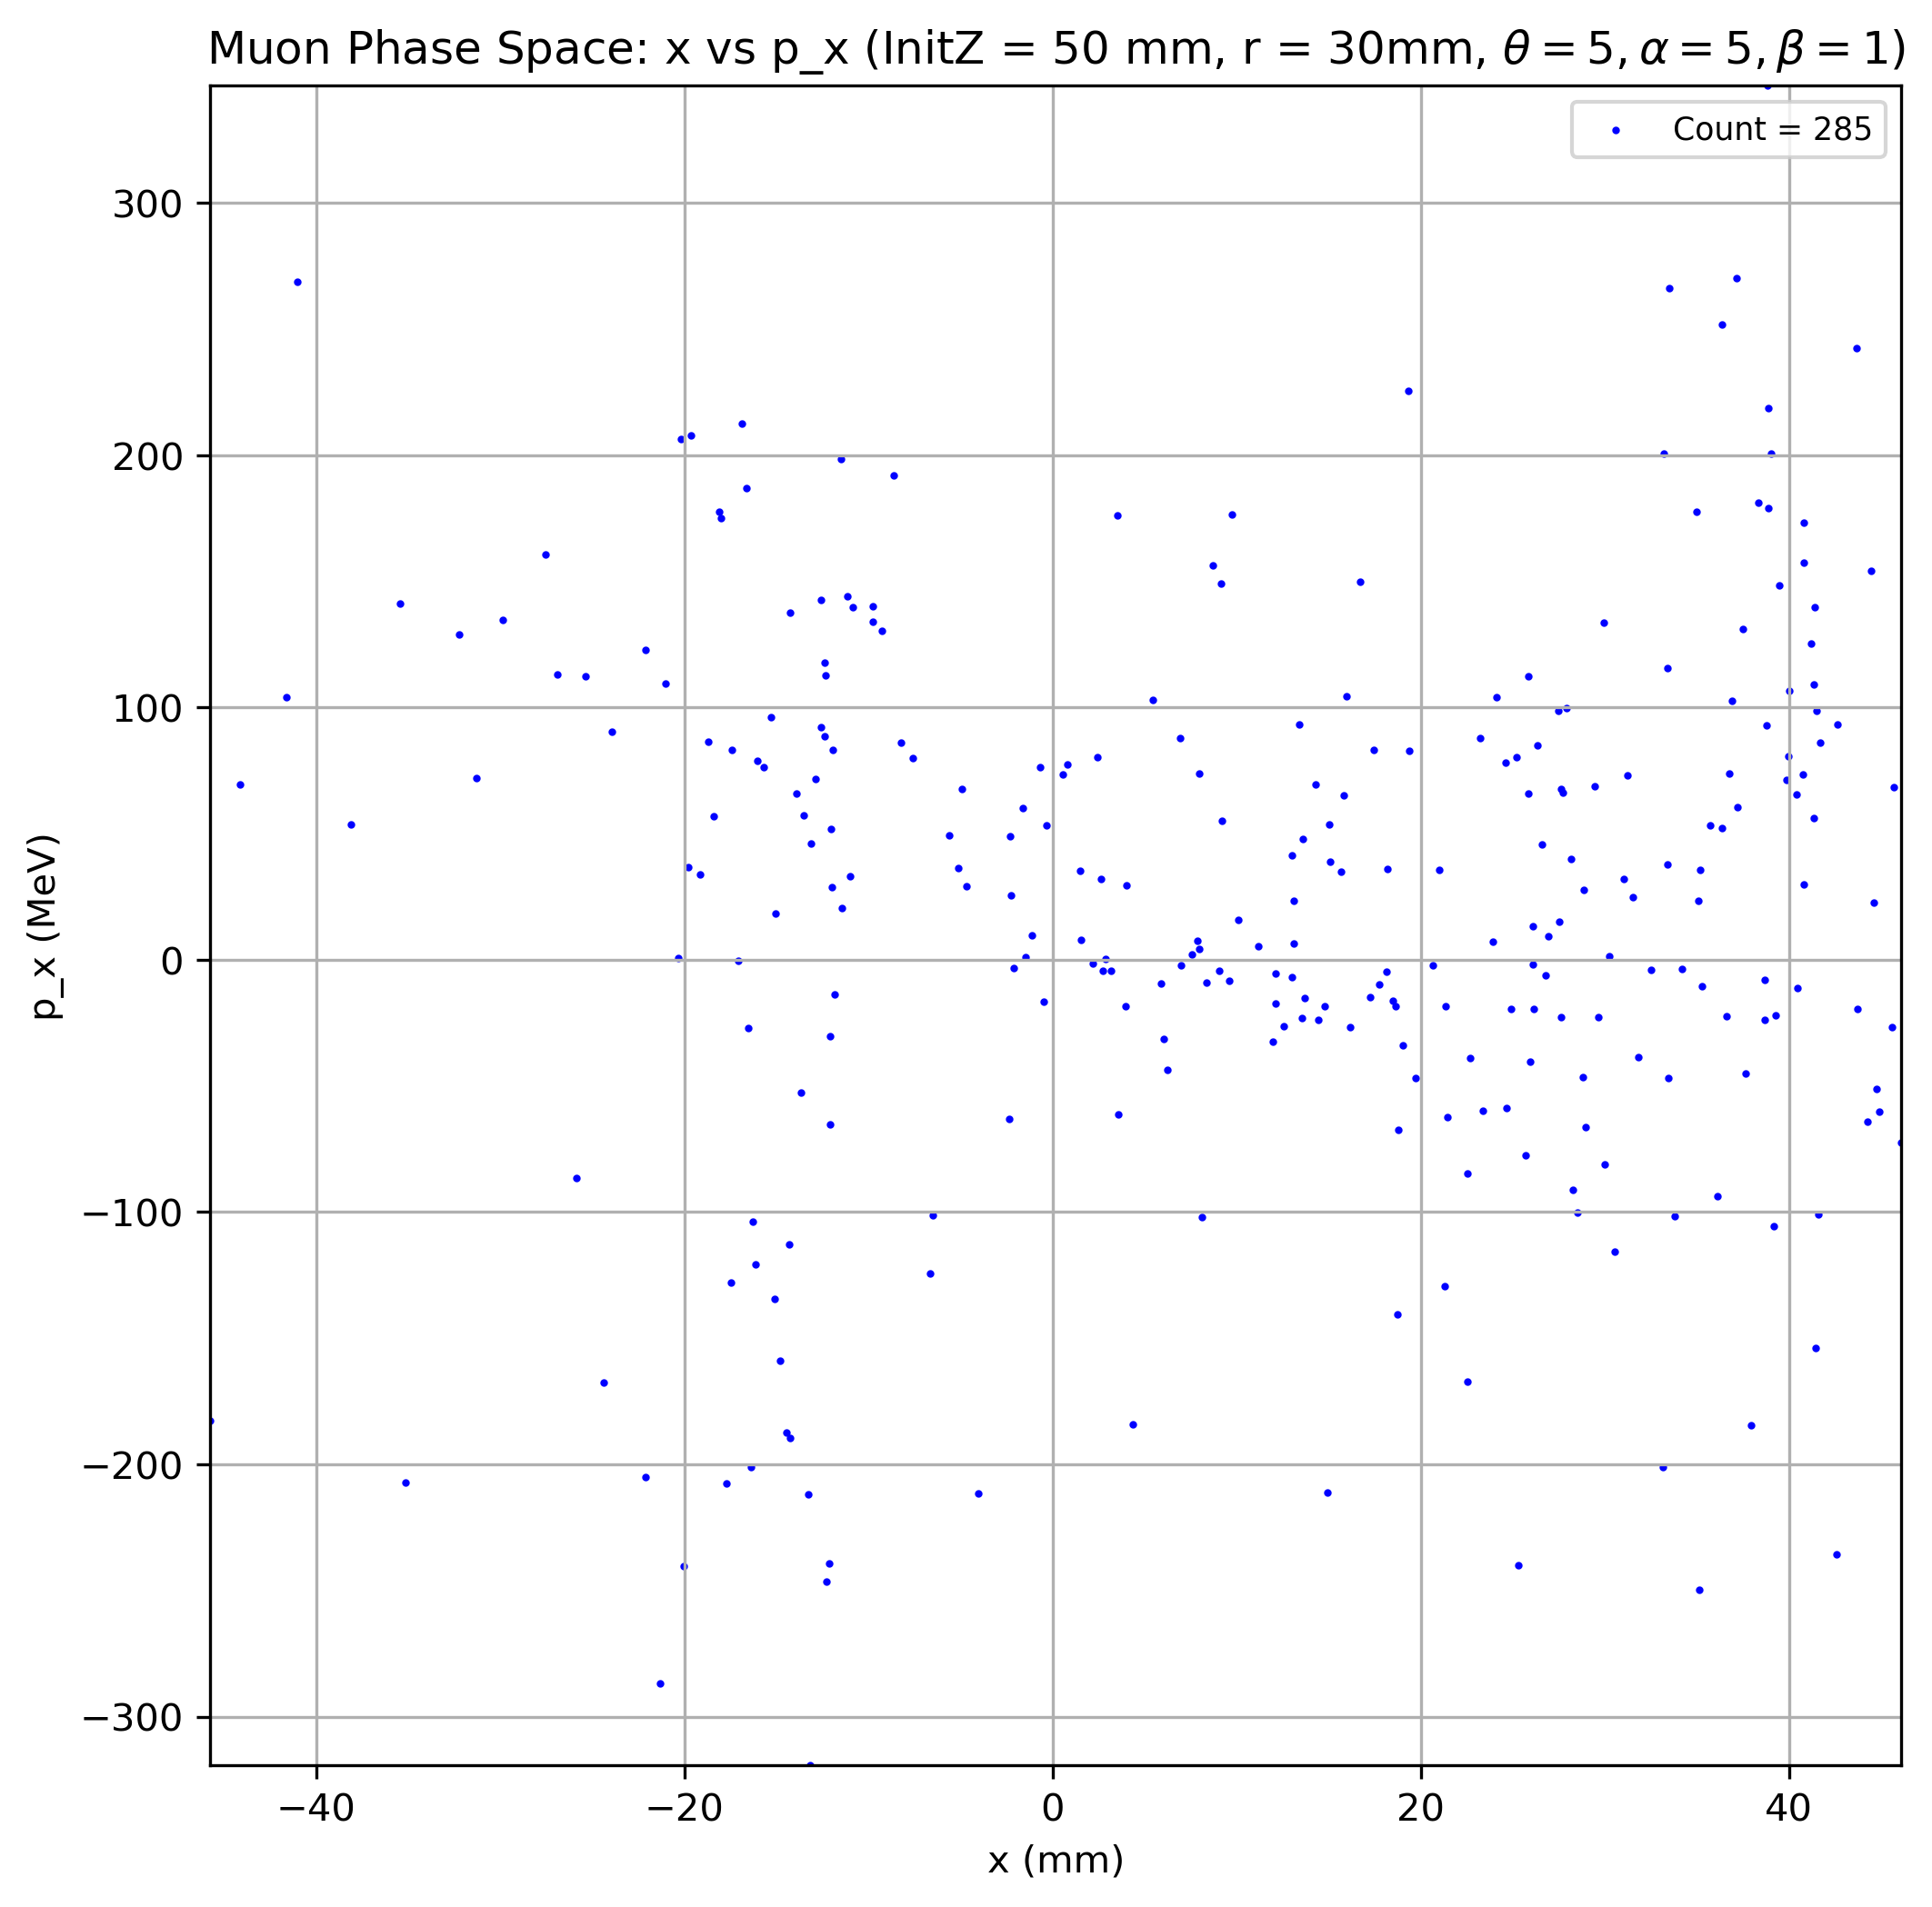 Muon Phase Space: x vs p_x (InitZ = 50 mm, r = 30mm, θ = 5, α = 5, β = 1)
Count = 285
300
200
100
0
−100
−200
−300
p_x (MeV)
−40 −20 0 20 40
x (mm)